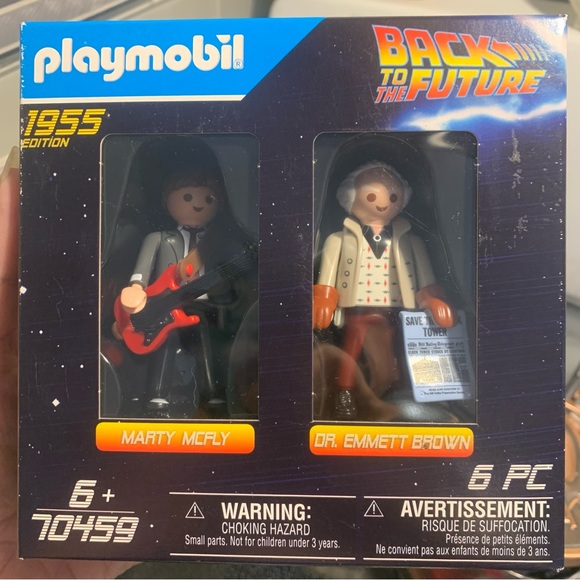 playmobil®
BACK
TO THE FUTURE
1955
EDITION
SAVE
TOWER
MARTY MCFLY
DR. EMMETT BROWN
6 PC
6+
70459
WARNING:
CHOKING HAZARD
Small parts. Not for children under 3 years.
AVERTISSEMENT:
RISQUE DE SUFFOCATION.
Présence de petits éléments.
Ne convient pas aux enfants de moins de 3 ans.